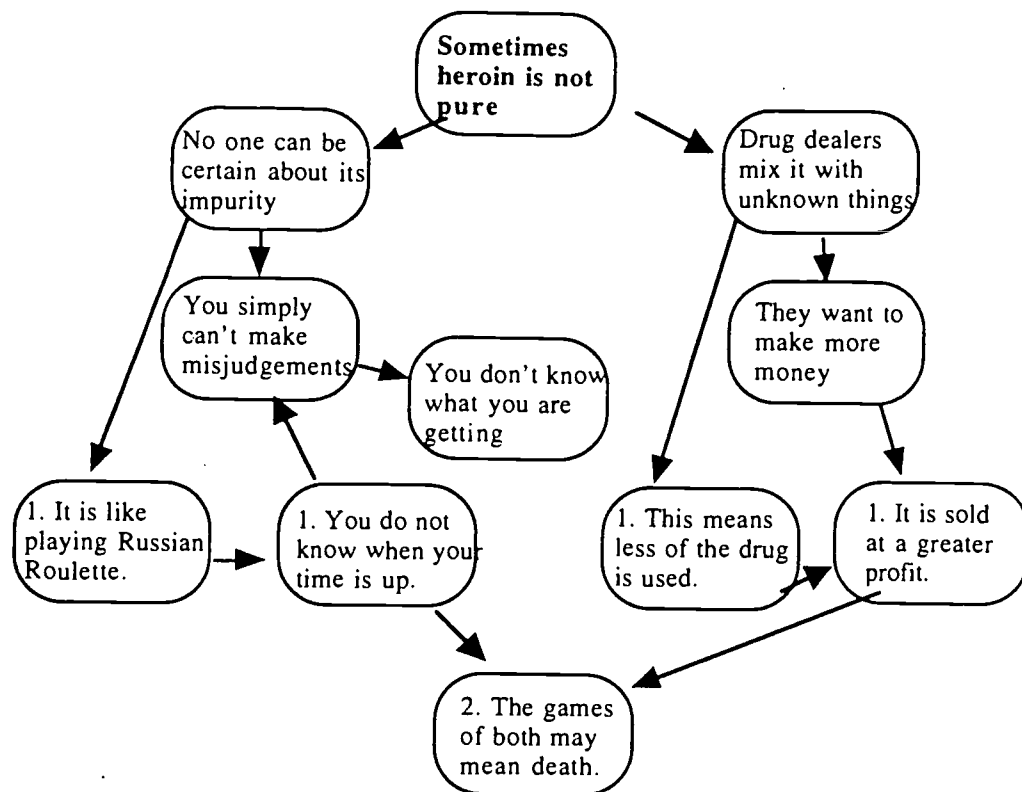 Sometimes
heroin is not
pure
No one can be
certain about its
impurity
Drug dealers
mix it with
unknown things
You simply
can't make
misjudgements
They want to
make more
money
You don't know
what you are
getting
1. It is like
playing Russian
Roulette.
1. You do not
know when your
time is up.
1. This means
less of the drug
is used.
1. It is sold
at a greater
profit.
2. The games
of both may
mean death.